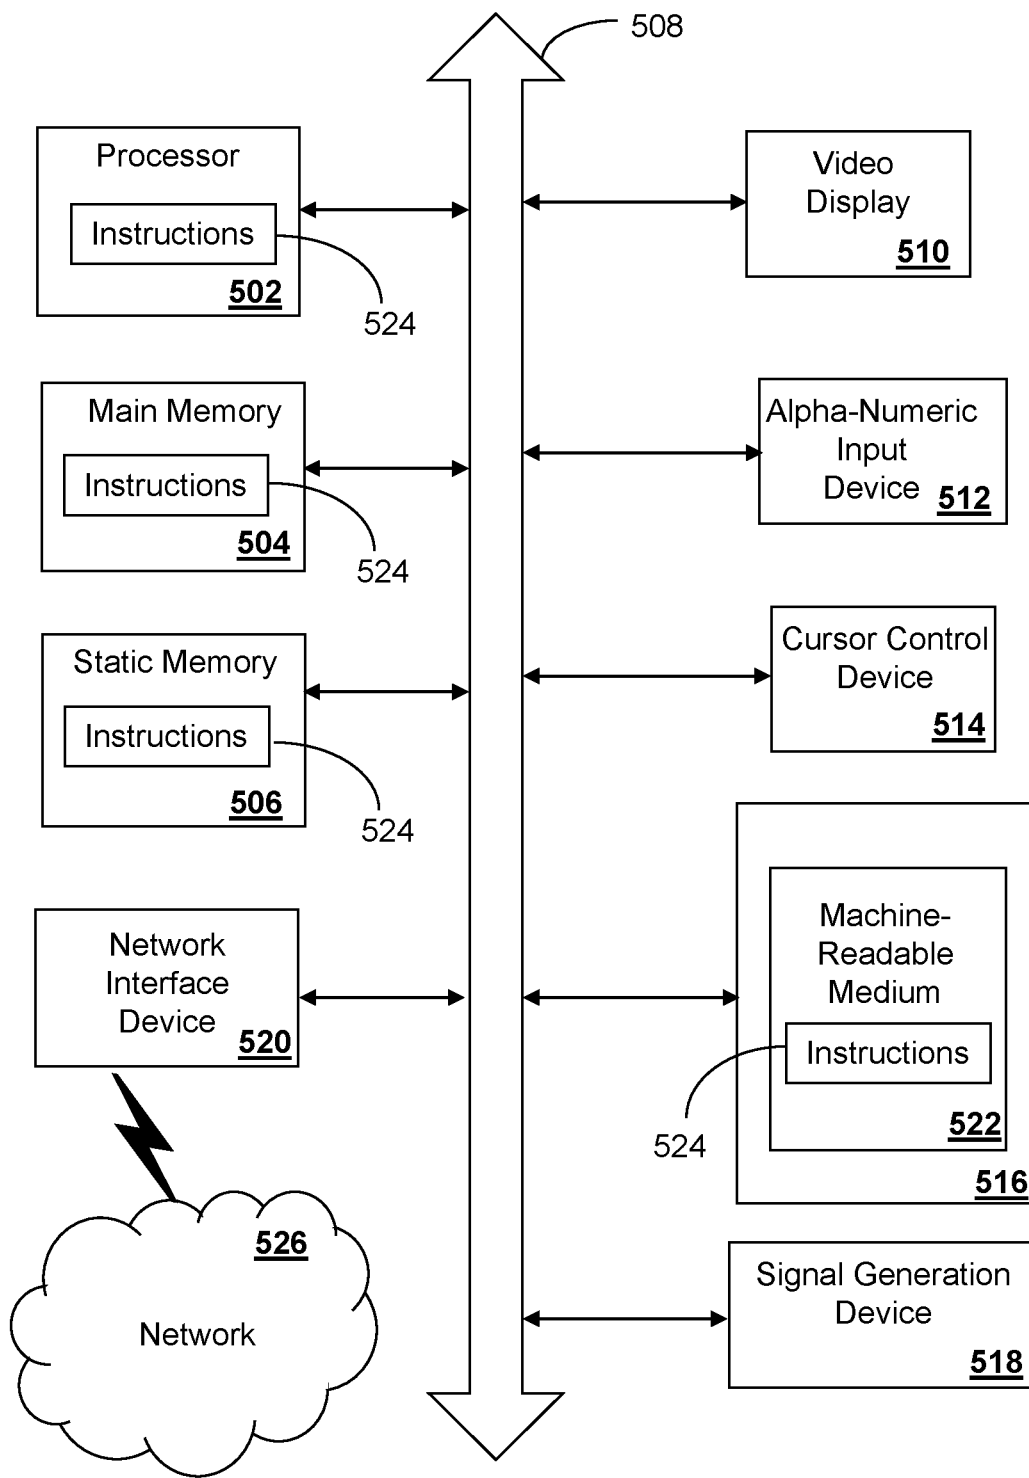 508
Processor
Instructions
502
524
Main Memory
Instructions
504
524
Static Memory
Instructions
506
524
Network
Interface
Device
520
526
Network
Video
Display
510
Alpha-Numeric
Input
Device
512
Cursor Control
Device
514
Machine-
Readable
Medium
Instructions
524
522
516
Signal Generation
Device
518